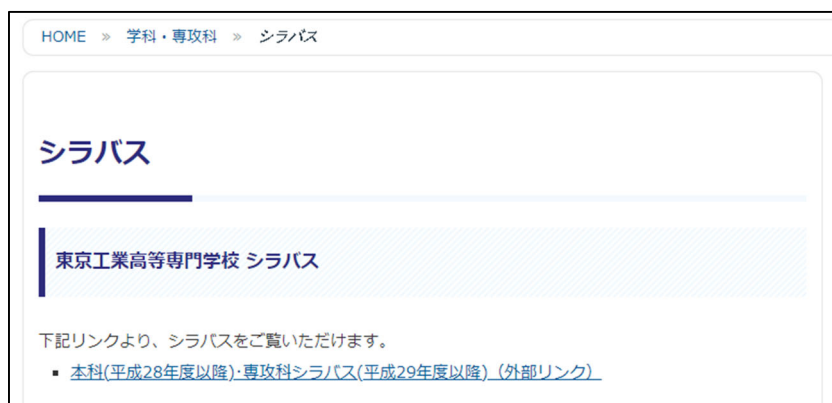 HOME » 学科・専攻科 » シラバス
シラバス
東京工業高等専門学校 シラバス
下記リンクより、シラバスをご覧いただけます。
▪ 本科(平成28年度以降)･専攻科シラバス(平成29年度以降)（外部リンク）